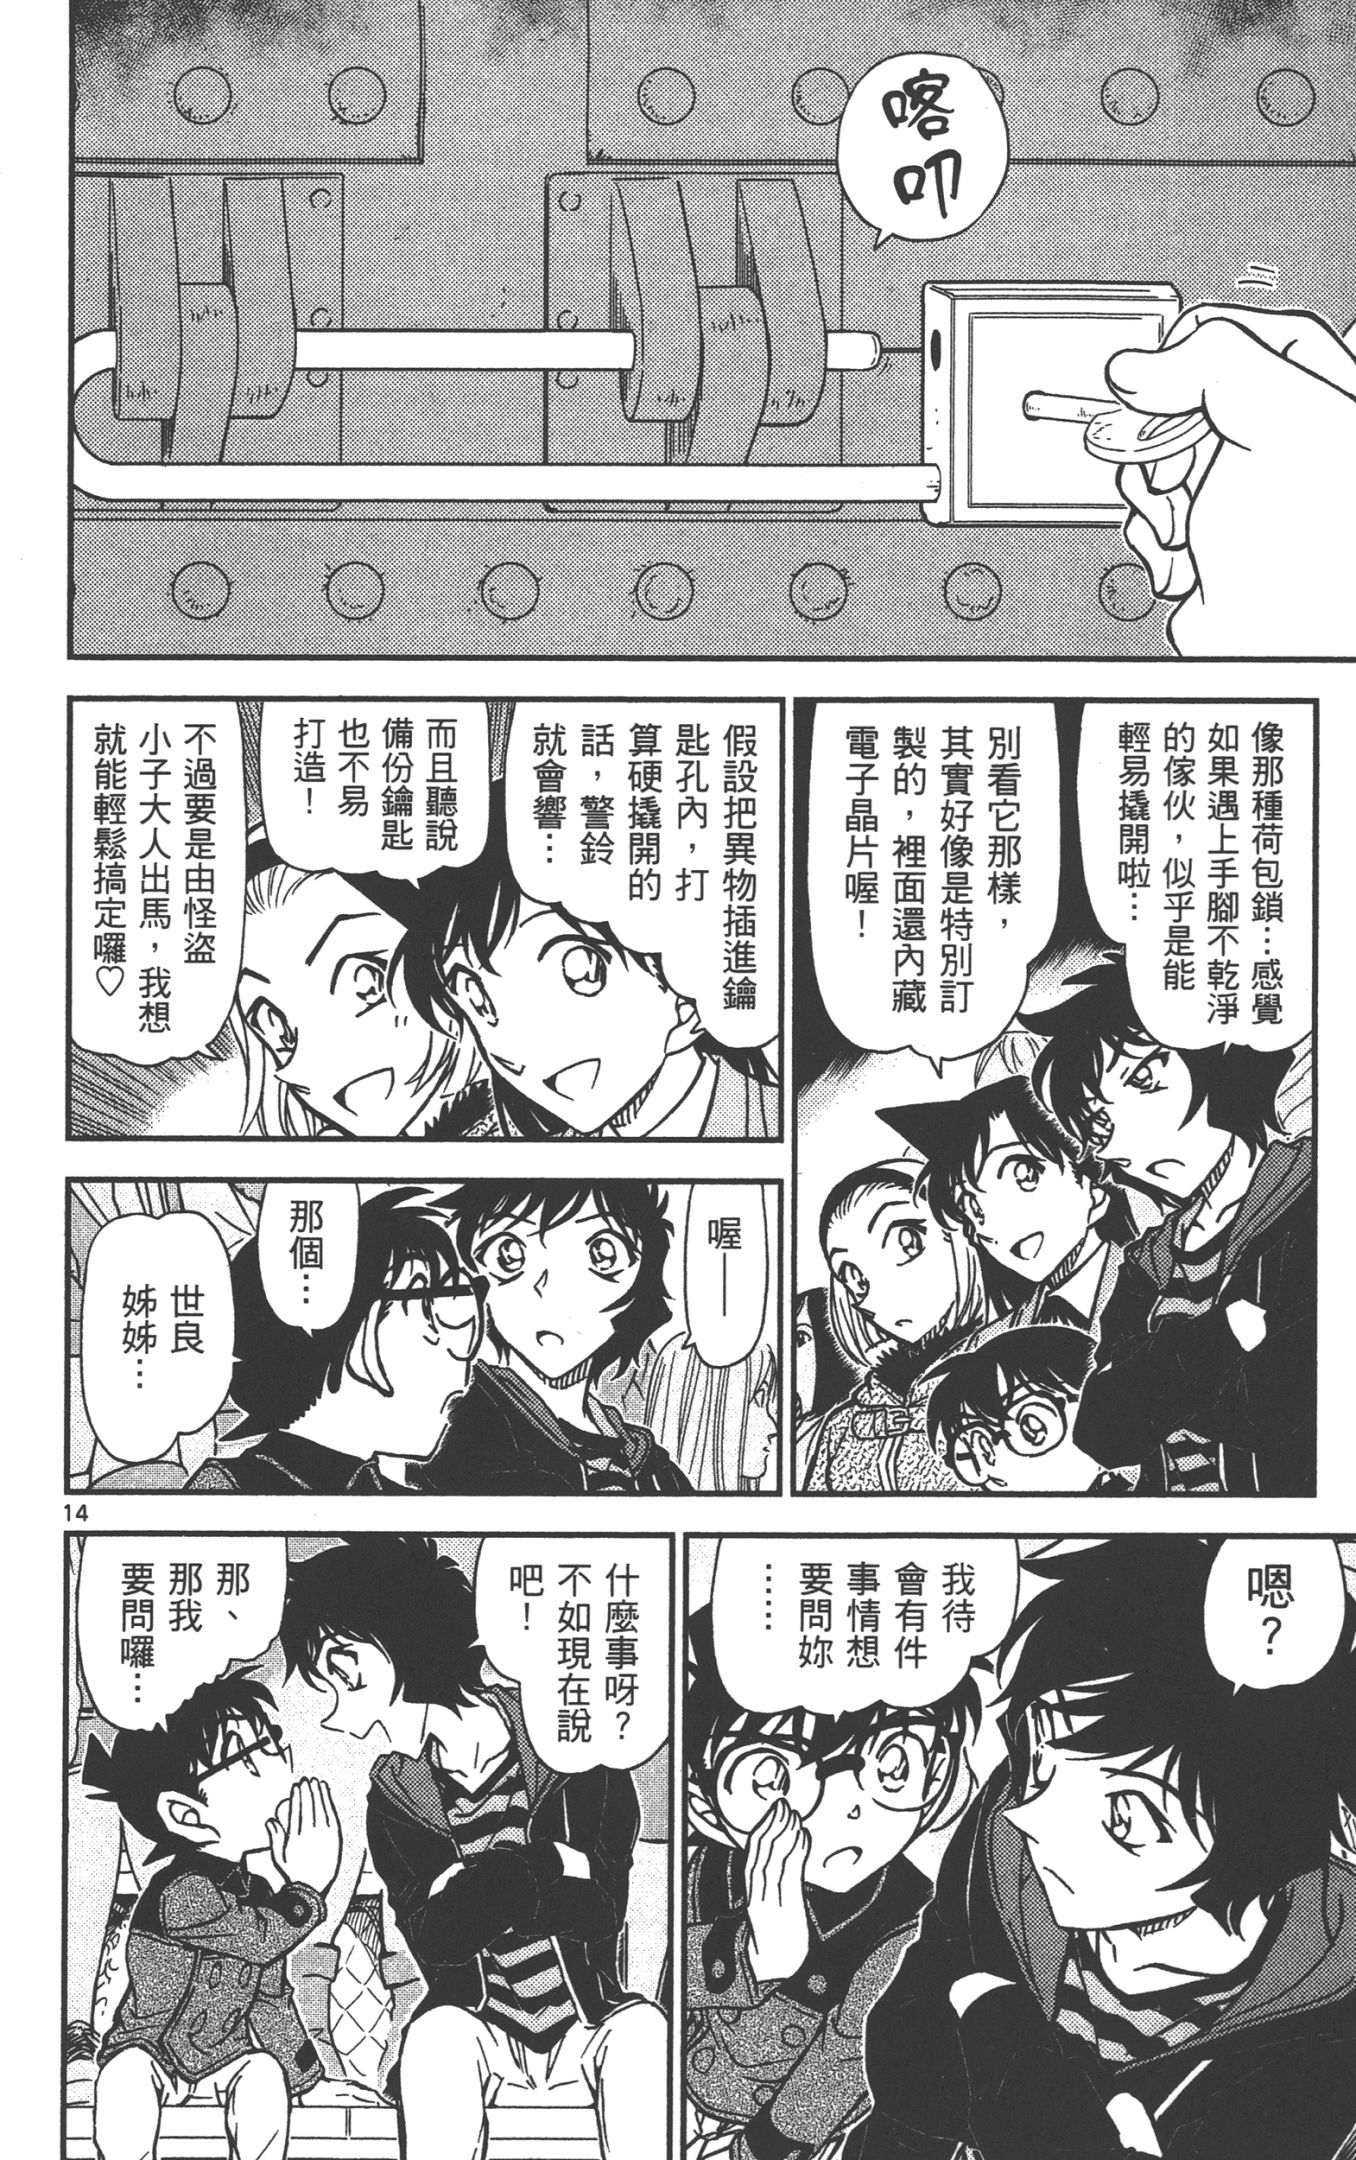 喀
叩
像那種荷包鎖…感覺
如果遇上手腳不乾淨
的傢伙，似乎是能
輕易撬開啦…
別看它那樣，
其實好像是特別訂
製的，裡面還內藏
電子晶片喔！
假設把異物插進鑰
匙孔內，打
算硬撬開的
話，警鈴
就會響…
而且聽說
備份鑰匙
也不易
打造！
不過要是由怪盜
小子大人出馬，我想
就能輕鬆搞定囉♡
喔——
那個…
世良
姊姊…
嗯？
我待
會有件
事情想
要問妳
……
什麼事呀？
不如現在說
吧！
那、
那我
要問囉…
14